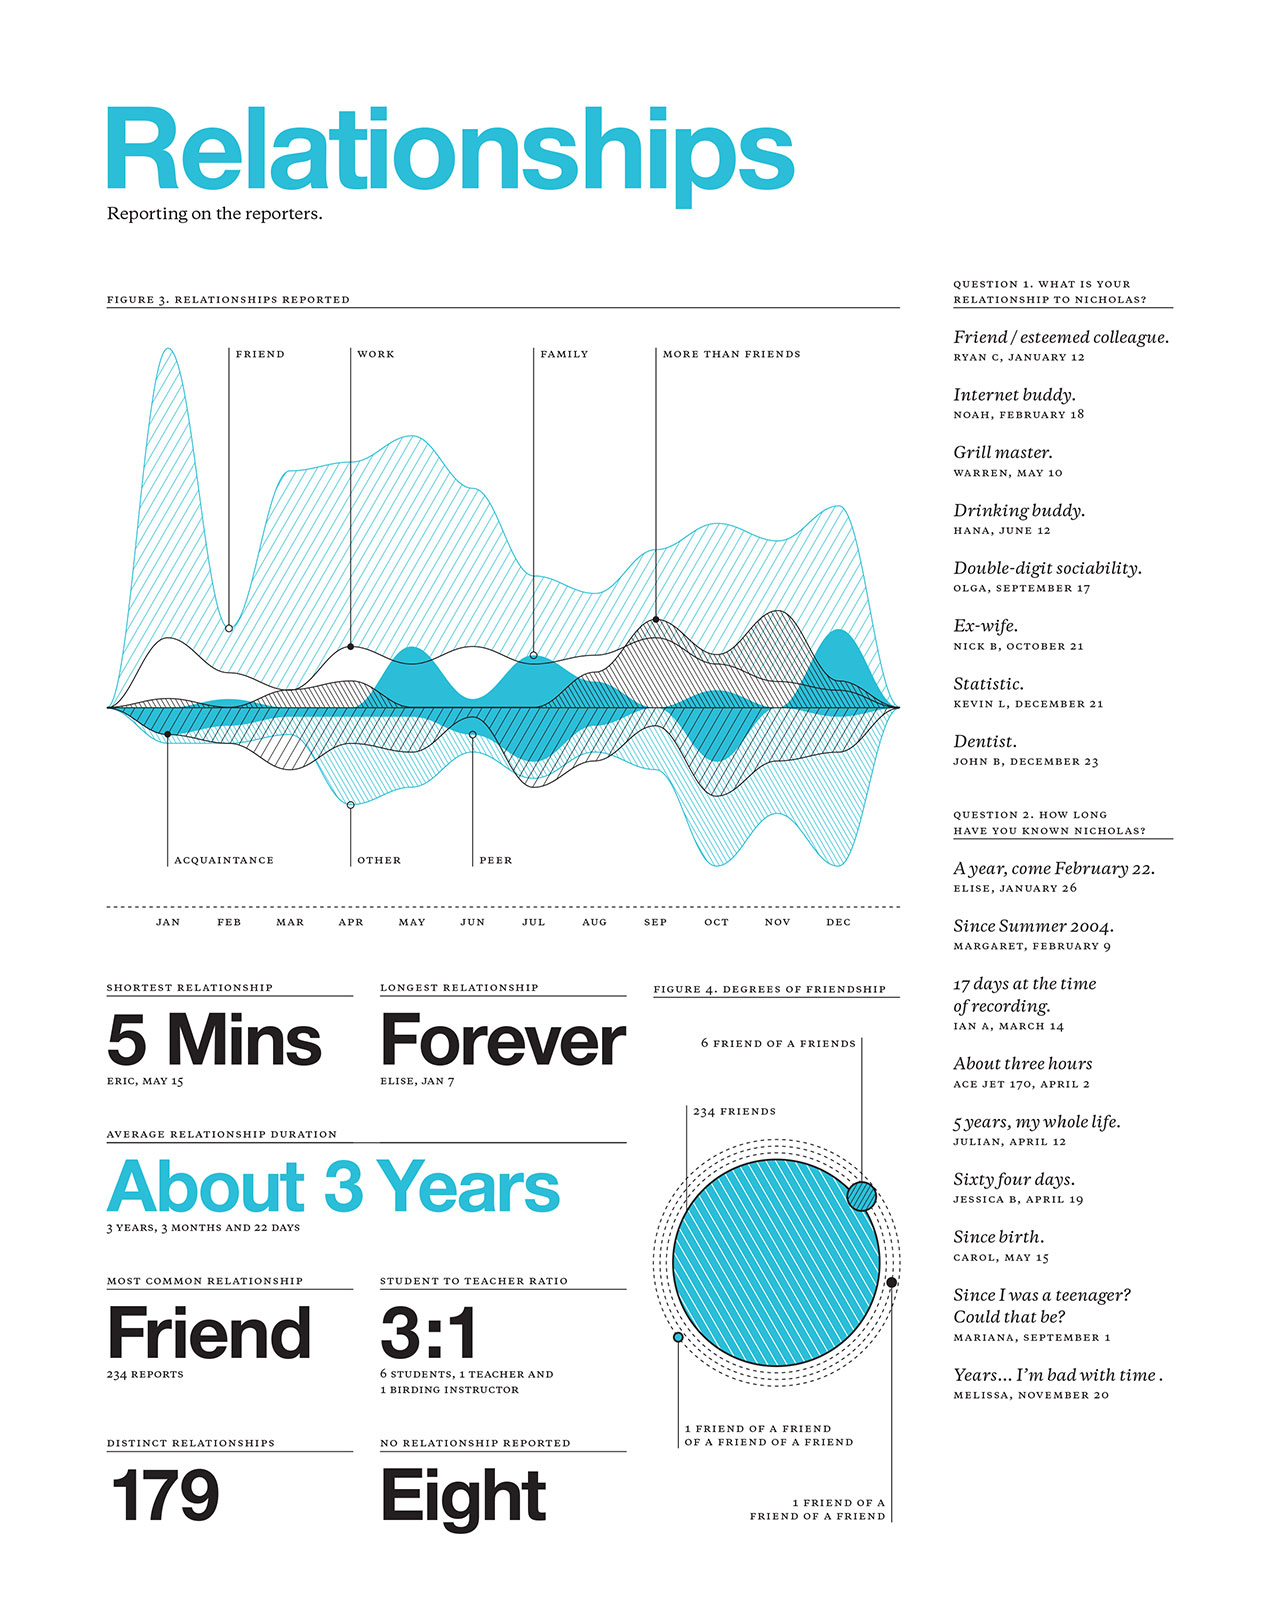 Relationships
Reporting on the reporters.
FIGURE 3. RELATIONSHIPS REPORTED
FRIEND
WORK
FAMILY
MORE THAN FRIENDS
ACQUAINTANCE
OTHER
PEER
JAN FEB MAR APR MAY JUN JUL AUG SEP OCT NOV DEC
SHORTEST RELATIONSHIP
5 Mins
ERIC, MAY 15
LONGEST RELATIONSHIP
Forever
ELISE, JAN 7
AVERAGE RELATIONSHIP DURATION
About 3 Years
3 YEARS, 3 MONTHS AND 22 DAYS
MOST COMMON RELATIONSHIP
Friend
234 REPORTS
STUDENT TO TEACHER RATIO
3:1
6 STUDENTS, 1 TEACHER AND
1 BIRDING INSTRUCTOR
DISTINCT RELATIONSHIPS
179
NO RELATIONSHIP REPORTED
Eight
FIGURE 4. DEGREES OF FRIENDSHIP
6 FRIEND OF A FRIENDS
234 FRIENDS
1 FRIEND OF A FRIEND
OF A FRIEND OF A FRIEND
1 FRIEND OF A
FRIEND OF A FRIEND
QUESTION 1. WHAT IS YOUR
RELATIONSHIP TO NICHOLAS?
Friend / esteemed colleague.
RYAN C, JANUARY 12
Internet buddy.
NOAH, FEBRUARY 18
Grill master.
WARREN, MAY 10
Drinking buddy.
HANA, JUNE 12
Double-digit sociability.
OLGA, SEPTEMBER 17
Ex-wife.
NICK B, OCTOBER 21
Statistic.
KEVIN L, DECEMBER 21
Dentist.
JOHN B, DECEMBER 23
QUESTION 2. HOW LONG
HAVE YOU KNOWN NICHOLAS?
A year, come February 22.
ELISE, JANUARY 26
Since Summer 2004.
MARGARET, FEBRUARY 9
17 days at the time
of recording.
IAN A, MARCH 14
About three hours
ACE JET 170, APRIL 2
5 years, my whole life.
JULIAN, APRIL 12
Sixty four days.
JESSICA B, APRIL 19
Since birth.
CAROL, MAY 15
Since I was a teenager?
Could that be?
MARIANA, SEPTEMBER 1
Years... I'm bad with time .
MELISSA, NOVEMBER 20